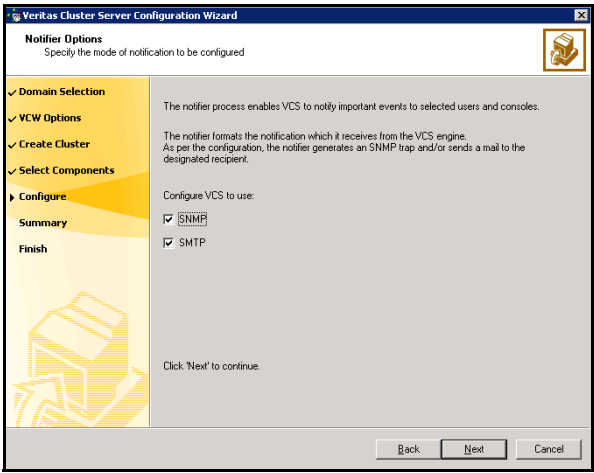 Veritas Cluster Server Configuration Wizard
Notifier Options
Specify the mode of notification to be configured
Domain Selection
VCW Options
Create Cluster
Select Components
Configure
Summary
Finish
The notifier process enables VCS to notify important events to selected users and consoles.
The notifier formats the notification which it receives from the VCS engine.
As per the configuration, the notifier generates an SNMP trap and/or sends a mail to the
designated recipient.
Configure VCS to use:
SNMP
SMTP
Click 'Next' to continue.
Back Next Cancel